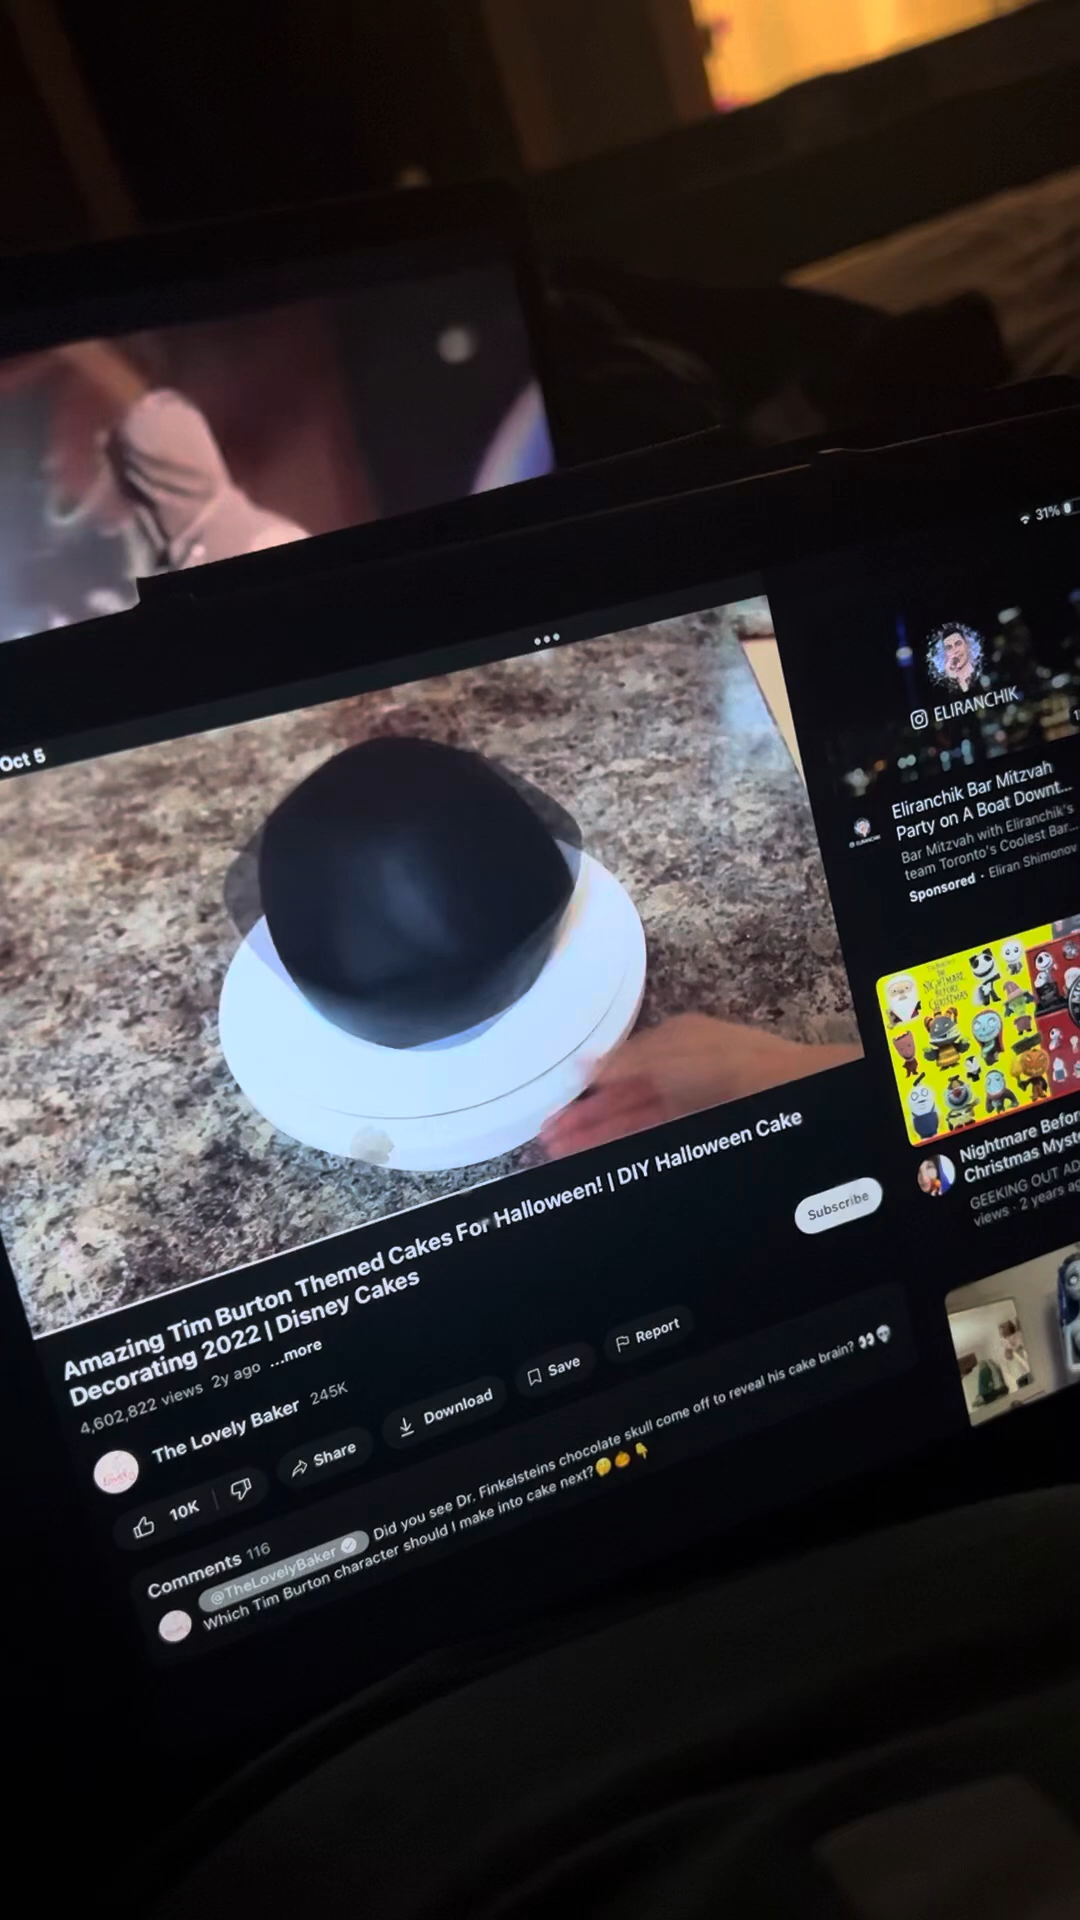 31%
Oct 5
Amazing Tim Burton Themed Cakes For Halloween! | DIY Halloween Cake
Decorating 2022 | Disney Cakes
4,602,822 views 2y ago ...more
The Lovely Baker 245K
Subscribe
10K
Share
Download
Save
Report
Comments 116
@TheLovelyBaker Did you see Dr. Finkelsteins chocolate skull come off to reveal his cake brain? 👀💀
Which Tim Burton character should I make into cake next?🤔🎃👇
ELIRANCHIK
Eliranchik Bar Mitzvah
Party on A Boat Downt...
Bar Mitzvah with Eliranchik's
team Toronto's Coolest Bar...
Sponsored · Eliran Shimonov
NIGHTMARE
BEFORE
CHRISTMAS
Nightmare Befor
Christmas Myst
GEEKING OUT AD
views · 2 years ag